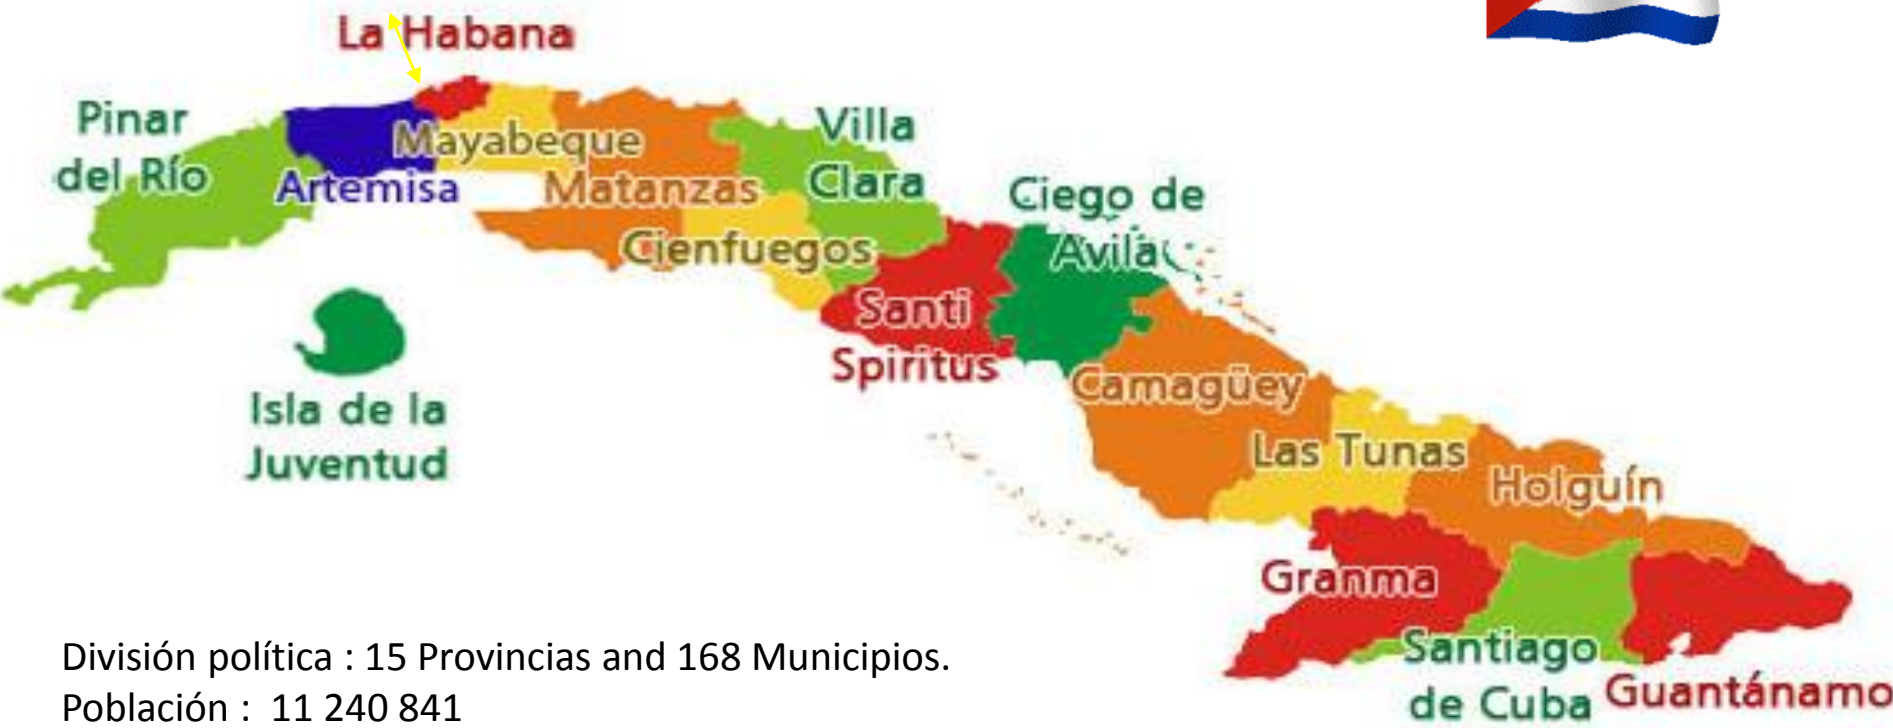 La Habana
Pinar
del Río
Artemisa
Mayabeque
Matanzas
Villa
Clara
Cienfuegos
Santi
Spiritus
Ciego de
Avila
Isla de la
Juventud
Camagüey
Las Tunas
Holguín
Granma
Santiago
de Cuba
Guantánamo
División política : 15 Provincias and 168 Municipios.
Población : 11 240 841